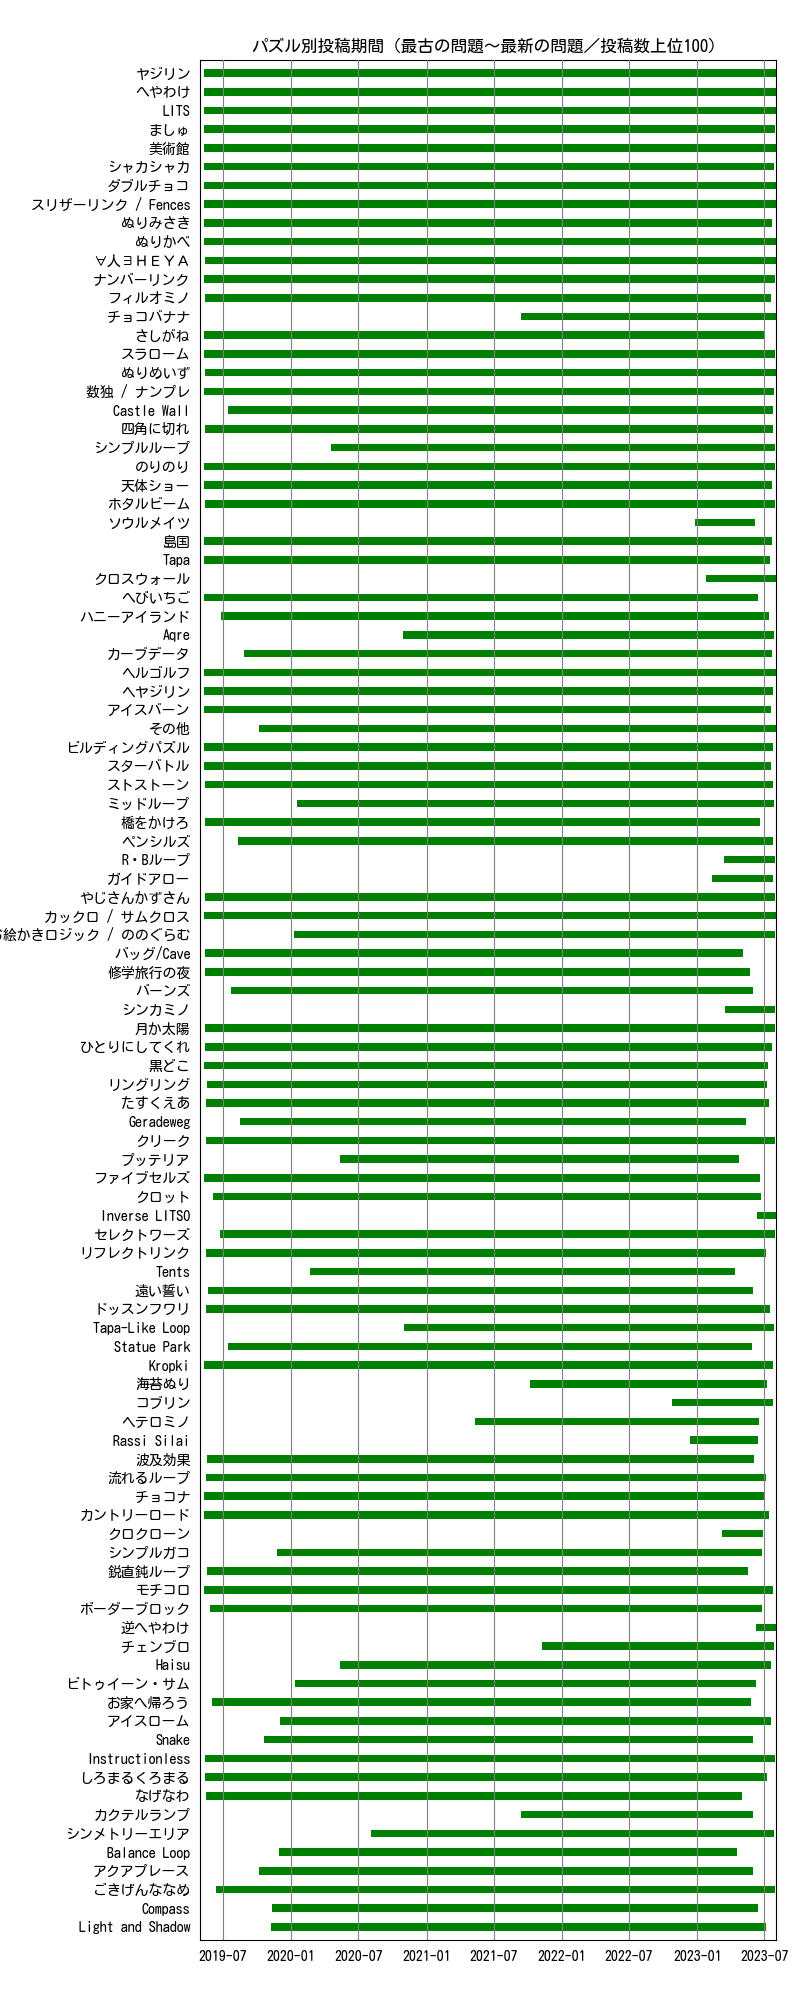 パズル別投稿期間（最古の問題～最新の問題／投稿数上位100）
ヤジリン
へやわけ
LITS
ましゅ
美術館
シャカシャカ
ダブルチョコ
スリザーリンク / Fences
ぬりみさき
ぬりかべ
∀人∃ＨＥＹＡ
ナンバーリンク
フィルオミノ
チョコバナナ
さしがね
スラローム
ぬりめいず
数独 / ナンプレ
Castle Wall
四角に切れ
シンプルループ
のりのり
天体ショー
ホタルビーム
ソウルメイツ
島国
Tapa
クロスウォール
へびいちご
ハニーアイランド
Aqre
カーブデータ
ヘルゴルフ
ヘヤジリン
アイスバーン
その他
ビルディングパズル
スターバトル
ストストーン
ミッドループ
橋をかけろ
ペンシルズ
R・Bループ
ガイドアロー
やじさんかずさん
カックロ / サムクロス
お絵かきロジック / ののぐらむ
バッグ/Cave
修学旅行の夜
バーンズ
シンカミノ
月か太陽
ひとりにしてくれ
黒どこ
リングリング
たすくえあ
Geradeweg
クリーク
プッテリア
ファイブセルズ
クロット
Inverse LITSO
セレクトワーズ
リフレクトリンク
Tents
遠い誓い
ドッスンフワリ
Tapa-Like Loop
Statue Park
Kropki
海苔ぬり
コブリン
ヘテロミノ
Rassi Silai
波及効果
流れるループ
チョコナ
カントリーロード
クロクローン
シンプルガコ
鋭直鈍ループ
モチコロ
ボーダーブロック
逆へやわけ
チェンブロ
Haisu
ビトゥイーン・サム
お家へ帰ろう
アイスローム
Snake
Instructionless
しろまるくろまる
なげなわ
カクテルランプ
シンメトリーエリア
Balance Loop
アクアプレース
ごきげんななめ
Compass
Light and Shadow
2019-07 2020-01 2020-07 2021-01 2021-07 2022-01 2022-07 2023-01 2023-07